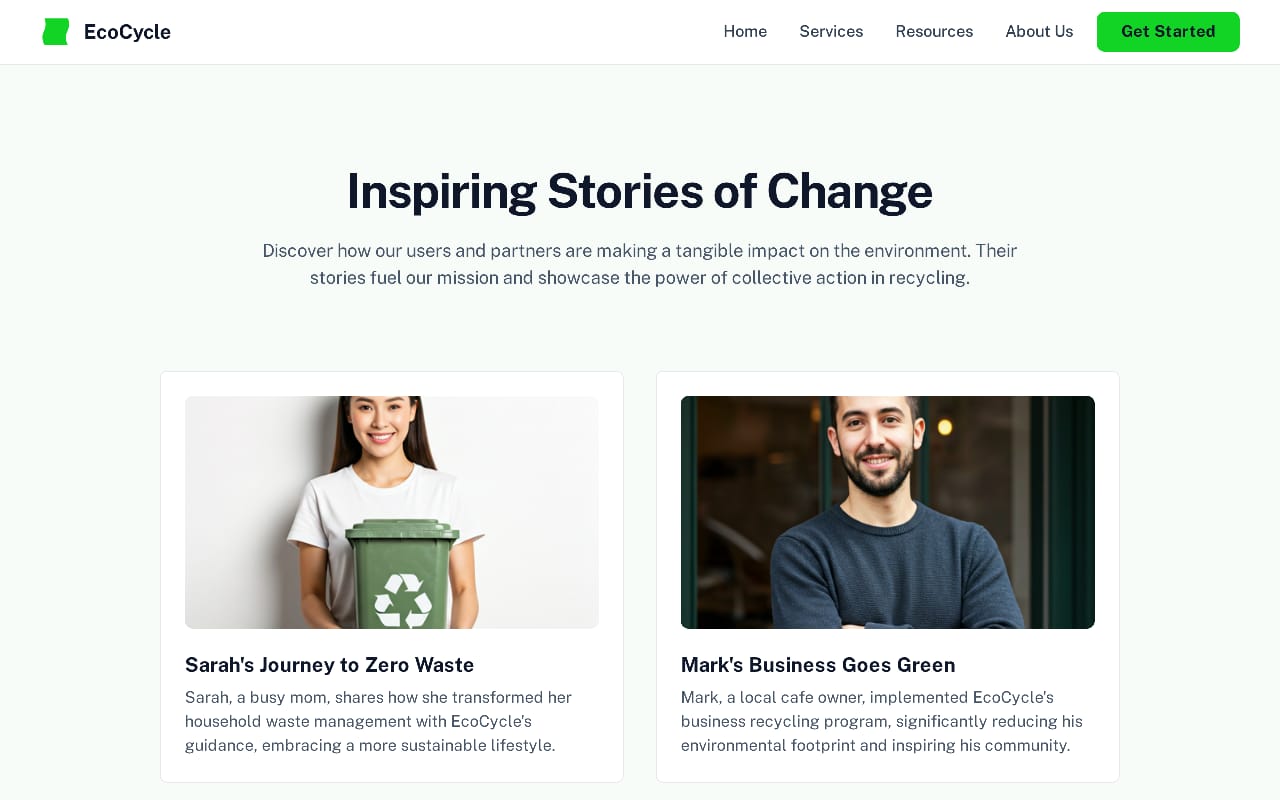 EcoCycle
Home
Services
Resources
About Us
Get Started
Inspiring Stories of Change
Discover how our users and partners are making a tangible impact on the environment. Their
stories fuel our mission and showcase the power of collective action in recycling.
Sarah's Journey to Zero Waste
Sarah, a busy mom, shares how she transformed her
household waste management with EcoCycle's
guidance, embracing a more sustainable lifestyle.
Mark's Business Goes Green
Mark, a local cafe owner, implemented EcoCycle's
business recycling program, significantly reducing his
environmental footprint and inspiring his community.